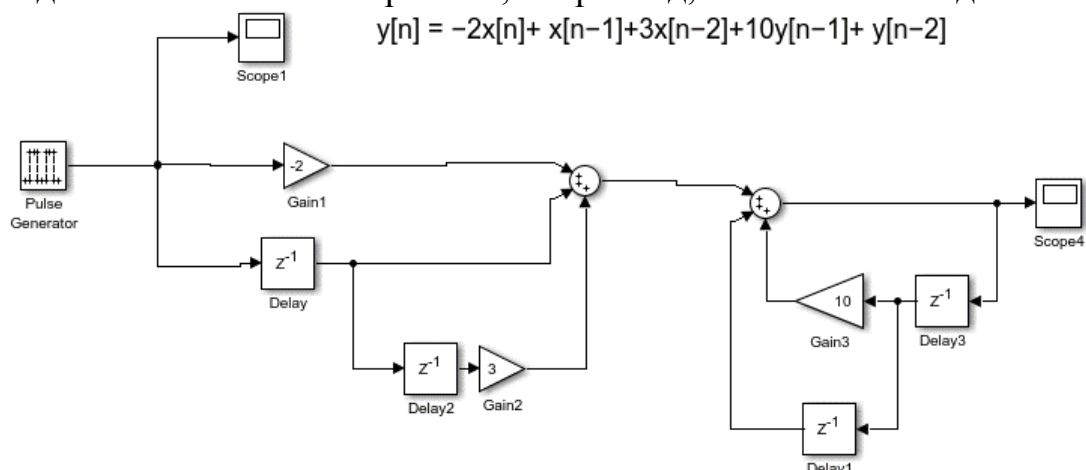 y[n] = −2x[n]+ x[n−1]+3x[n−2]+10y[n−1]+ y[n−2]
Scope1
-2
Gain1
Pulse
Generator
Scope4
z-1
Delay
10
Gain3
z-1
Delay3
z-1
Delay2
3
Gain2
z-1
Delay1